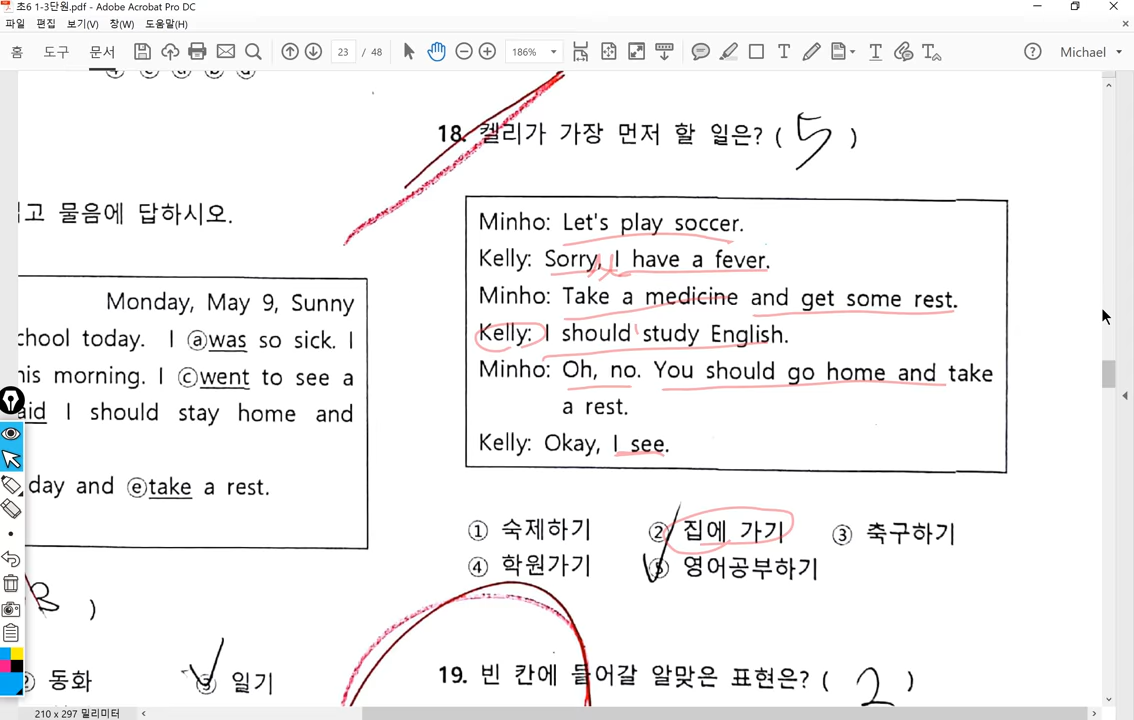 초6 1-3단원.pdf - Adobe Acrobat Pro DC
파일 편집 보기(V) 창(W) 도움말(H)
홈 도구 문서 23 / 48 186% Michael
④ ⓒ ⓓ ⓑ ⓐ
18. 켈리가 가장 먼저 할 일은? ( 5 )
고 물음에 답하시오.
Minho: Let's play soccer.
Kelly: Sorry, I have a fever.
Minho: Take a medicine and get some rest.
Kelly: I should study English.
Minho: Oh, no. You should go home and take
a rest.
Kelly: Okay, I see.
Monday, May 9, Sunny
chool today. I ⓐwas so sick. I
his morning. I ⓒwent to see a
aid I should stay home and
day and ⓔtake a rest.
① 숙제하기 ② 집에 가기 ③ 축구하기
④ 학원가기 ⑤ 영어공부하기
)
② 동화 ③ 일기
19. 빈 칸에 들어갈 알맞은 표현은? ( 2 )
210 x 297 밀리미터